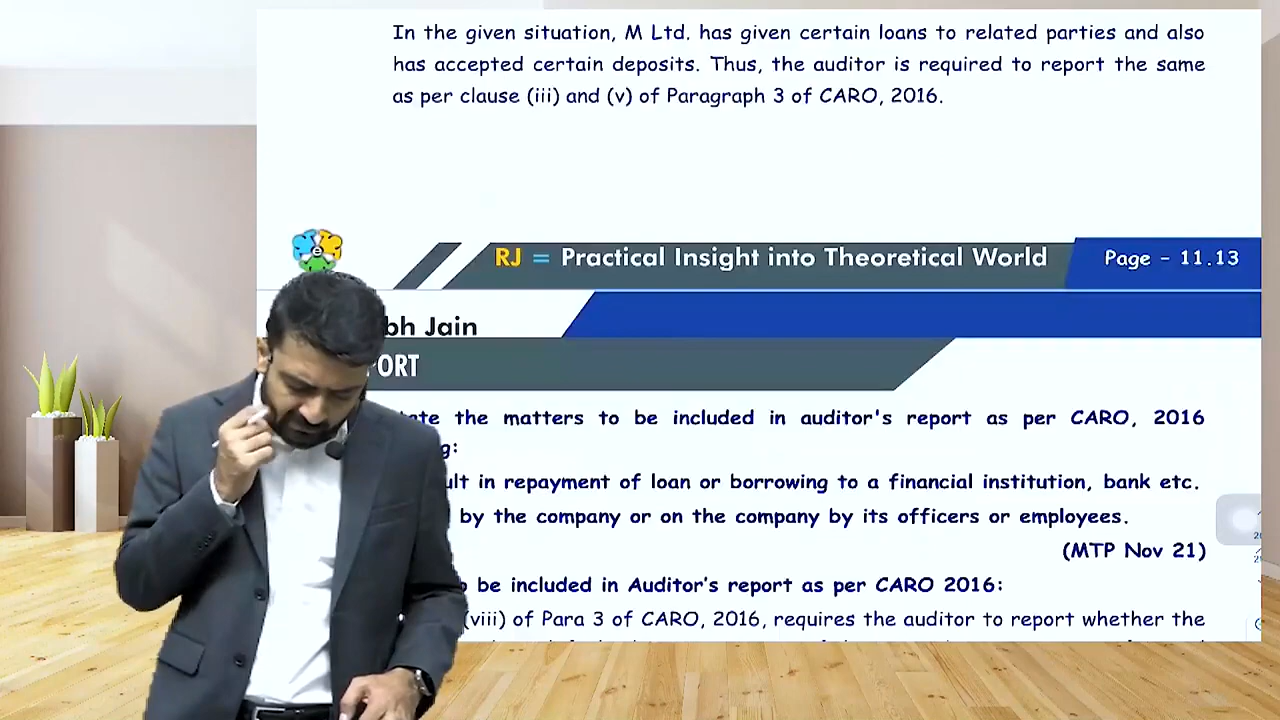 In the given situation, M Ltd. has given certain loans to related parties and also
has accepted certain deposits. Thus, the auditor is required to report the same
as per clause (iii) and (v) of Paragraph 3 of CARO, 2016.
RJ = Practical Insight into Theoretical World
Page - 11.13
bh Jain
PORT
the matters to be included in auditor's report as per CARO, 2016
in repayment of loan or borrowing to a financial institution, bank etc.
by the company or on the company by its officers or employees.
(MTP Nov 21)
be included in Auditor's report as per CARO 2016:
(viii) of Para 3 of CARO, 2016, requires the auditor to report whether the